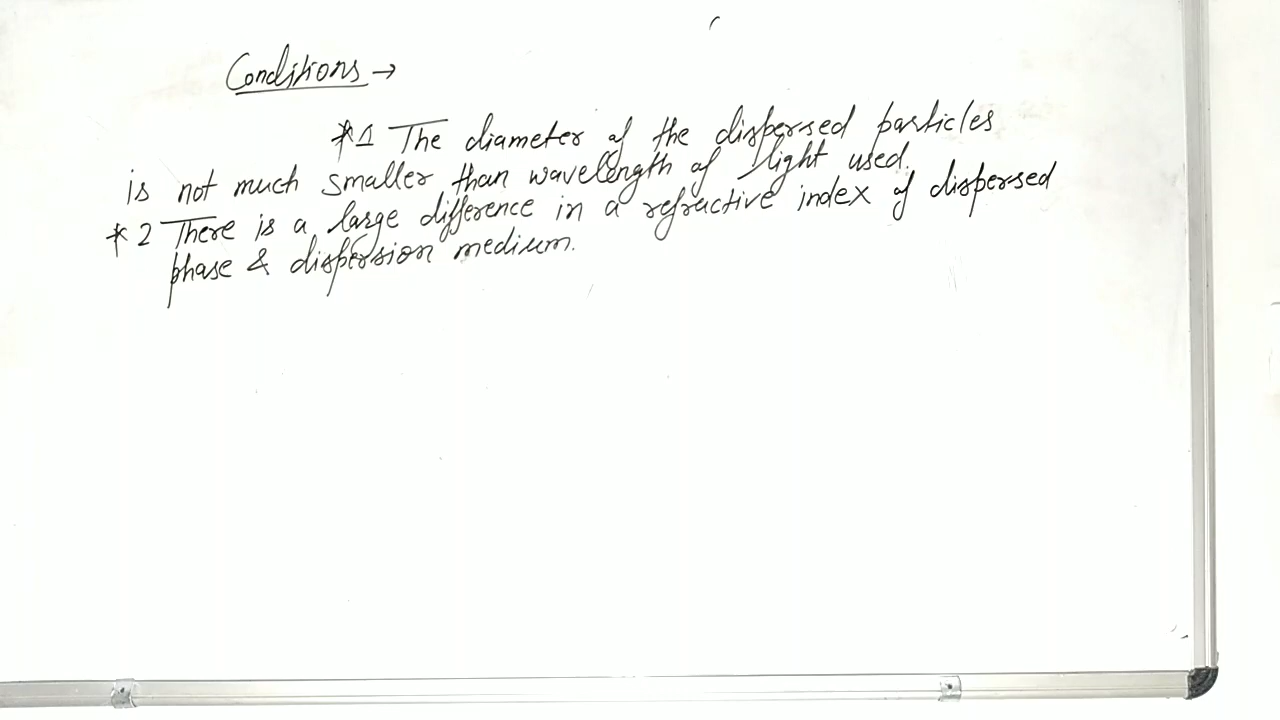 Conditions →
*1 The diameter of the dispersed particles
is not much smaller than wavelength of light used.
*2 There is a large difference in a refractive index of dispersed
phase & dispersion medium.